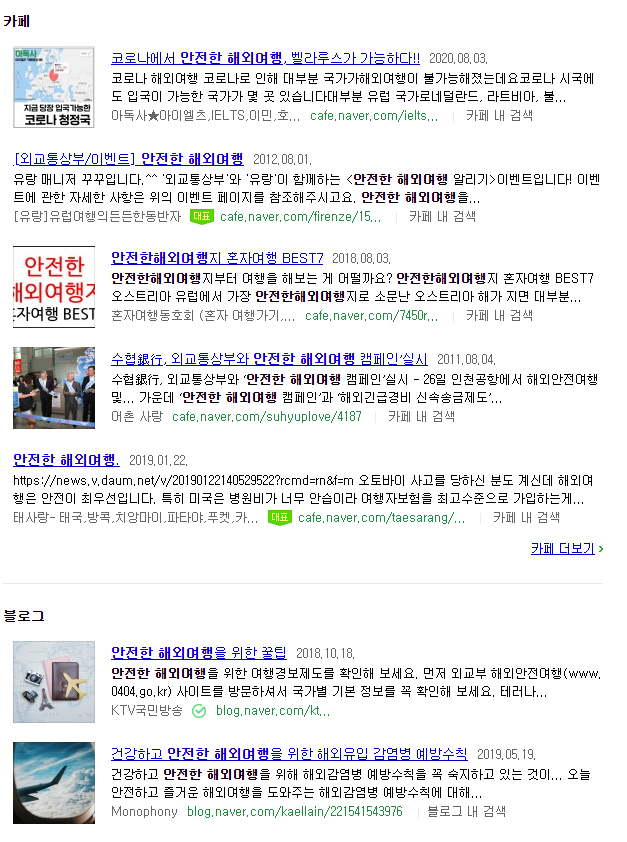 카페
아독사
지금 당장 입국가능한
코로나 청정국
코로나에서 안전한 해외여행, 벨라루스가 가능하다!! 2020.08.03.
코로나 해외여행 코로나로 인해 대부분 국가가해외여행이 불가능해졌는데요코로나 시국에
도 입국이 가능한 국가가 몇 곳 있습니다대부분 유럽 국가로네덜란드, 라트비아, 불...
아독사★아이엘츠,IELTS,이민,호... cafe.naver.com/ielts... 카페 내 검색
[외교통상부/이벤트] 안전한 해외여행 2012.08.01.
유랑 매니저 꾸꾸입니다.^^ '외교통상부'와 '유랑'이 함께하는 <안전한 해외여행 알리기>이벤트입니다! 이벤
트에 관한 자세한 사항은 위의 이벤트 페이지를 참조해주시고요. 안전한 해외여행을...
[유랑]유럽여행의든든한동반자 대표 cafe.naver.com/firenze/15... 카페 내 검색
안전한
해외여행지
혼자여행 BEST7
안전한해외여행지 혼자여행 BEST7 2018.08.03.
안전한해외여행지부터 여행을 해보는 게 어떨까요? 안전한해외여행지 혼자여행 BEST7
오스트리아 유럽에서 가장 안전한해외여행지로 소문난 오스트리아 해가 지면 대부분...
혼자여행동호회 (혼자 여행가기,... cafe.naver.com/7450r... 카페 내 검색
수협銀行, 외교통상부와 안전한 해외여행 캠페인'실시 2011.08.04.
수협銀行, 외교통상부와 '안전한 해외여행 캠페인'실시 - 26일 인천공항에서 해외안전여행
및... 가운데 '안전한 해외여행 캠페인'과 '해외긴급경비 신속송금제도'...
어촌 사랑 cafe.naver.com/suhyuplove/4187 카페 내 검색
안전한 해외여행. 2019.01.22.
https://news.v.daum.net/v/20190122140529522?rcmd=rn&f=m 오토바이 사고를 당하신 분도 계신데 해외여
행은 안전이 최우선입니다. 특히 미국은 병원비가 너무 안습이라 여행자보험을 최고수준으로 가입하는게...
태사랑- 태국,방콕,치앙마이,파타야,푸켓,카... 대표 cafe.naver.com/taesarang/... 카페 내 검색
카페 더보기 >
블로그
안전한 해외여행을 위한 꿀팁 2018.10.18.
안전한 해외여행을 위한 여행경보제도를 확인해 보세요. 먼저 외교부 해외안전여행(www.
0404.go.kr) 사이트를 방문하셔서 국가별 기본 정보를 꼭 확인해 보세요. 테러나...
KTV국민방송 blog.naver.com/kt...
건강하고 안전한 해외여행을 위한 해외유입 감염병 예방수칙 2019.05.19.
건강하고 안전한 해외여행을 위해 해외감염병 예방수칙을 꼭 숙지하고 있는 것이... 오늘
안전하고 즐거운 해외여행을 도와주는 해외감염병 예방수칙에 대해...
Monophony blog.naver.com/kaellain/221541543976 블로그 내 검색